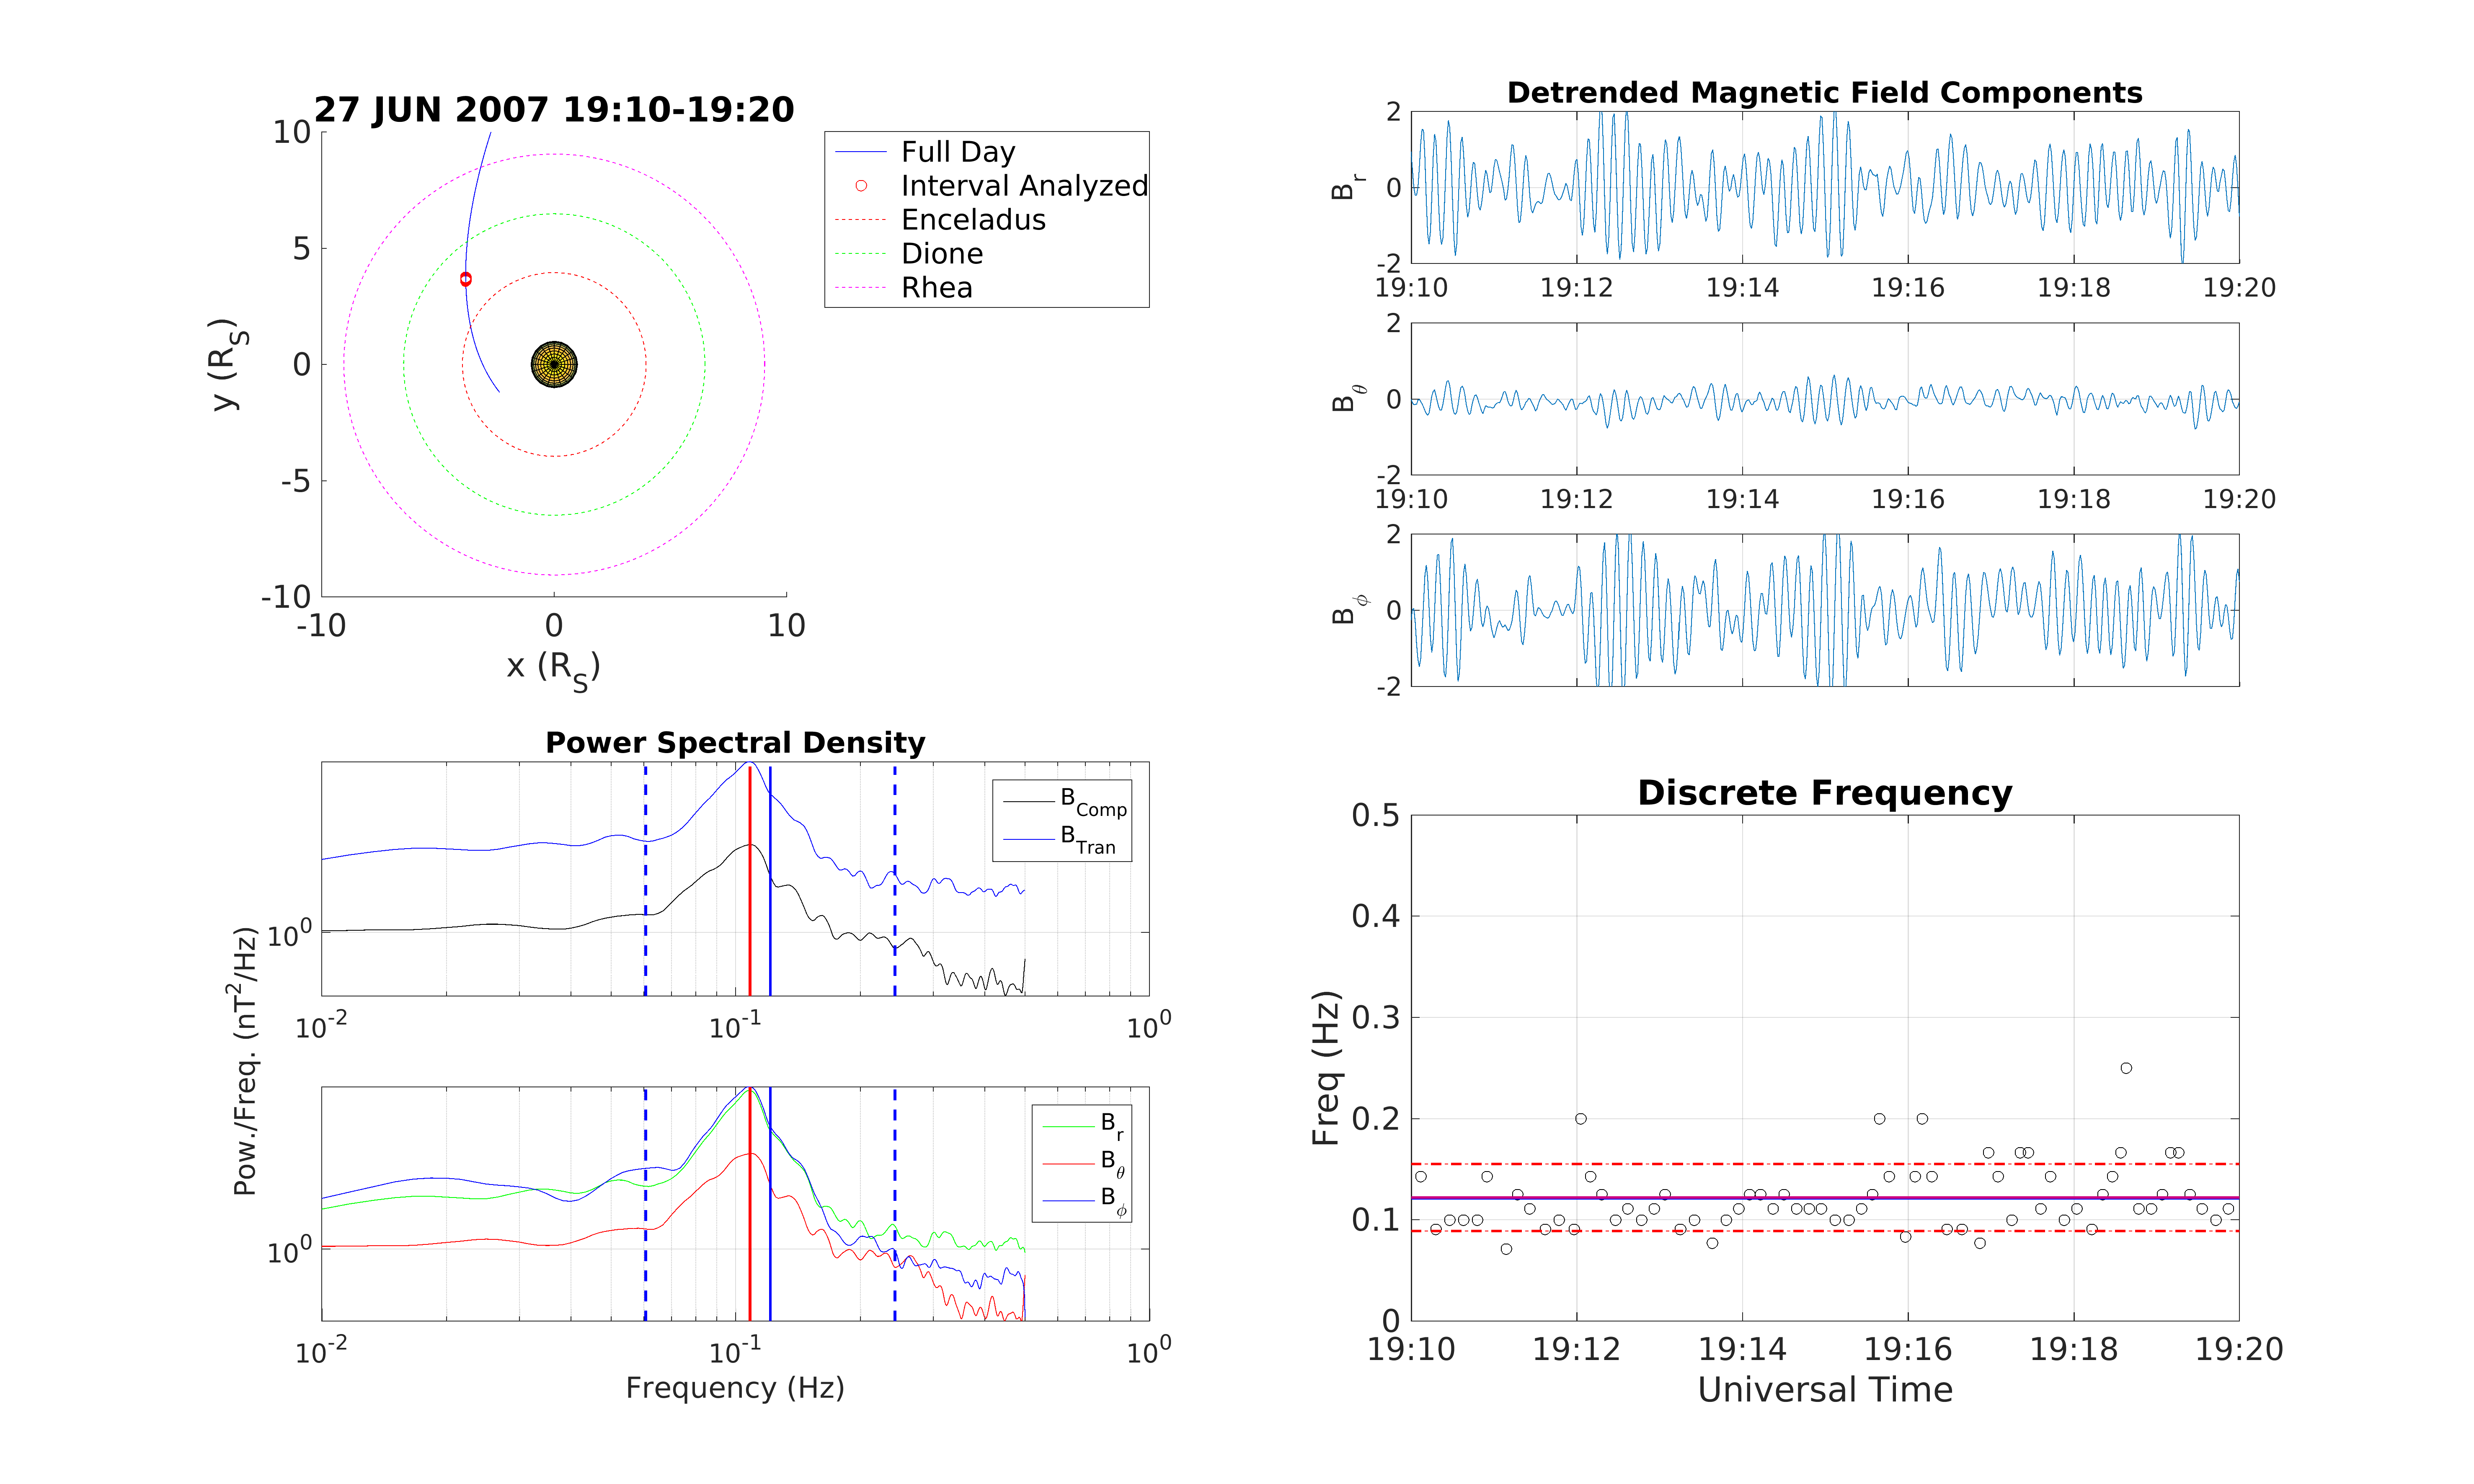 27 JUN 2007 19:10-19:20
10
5
0
-5
-10
-10 0 10
y (R_S)
x (R_S)
Full Day
Interval Analyzed
Enceladus
Dione
Rhea
Detrended Magnetic Field Components
2
0
-2
B_r
19:10 19:12 19:14 19:16 19:18 19:20
2
0
-2
B_θ
19:10 19:12 19:14 19:16 19:18 19:20
2
0
-2
B_ϕ
Power Spectral Density
B_Comp
B_Tran
10^0
10^-2 10^-1 10^0
Pow./Freq. (nT^2/Hz)
B_r
B_θ
B_ϕ
10^0
10^-2 10^-1 10^0
Frequency (Hz)
Discrete Frequency
0.5
0.4
0.3
0.2
0.1
0
Freq (Hz)
19:10 19:12 19:14 19:16 19:18 19:20
Universal Time